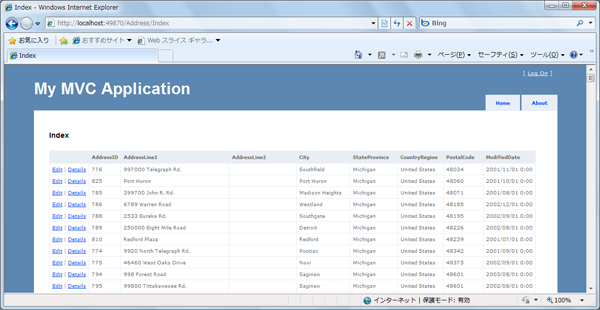 Index - Windows Internet Explorer
http://localhost:49870/Address/Index
Bing
お気に入り
おすすめサイト
Web スライス ギャラ...
Index
ページ(P)
セーフティ(S)
ツール(O)
[ Log On ]
My MVC Application
Home
About
Index
AddressID AddressLine1 AddressLine2 City StateProvince CountryRegion PostalCode ModifiedDate
Edit | Details 776 997000 Telegraph Rd. Southfield Michigan United States 48034 2001/11/01 0:00
Edit | Details 825 Port Huron Port Huron Michigan United States 48060 2001/10/01 0:00
Edit | Details 785 399700 John R. Rd. Madison Heights Michigan United States 48071 2001/08/01 0:00
Edit | Details 786 6789 Warren Road Westland Michigan United States 48185 2002/12/01 0:00
Edit | Details 788 2533 Eureka Rd. Southgate Michigan United States 48195 2002/09/01 0:00
Edit | Details 789 250000 Eight Mile Road Detroit Michigan United States 48226 2002/08/01 0:00
Edit | Details 810 Redford Plaza Redford Michigan United States 48239 2001/07/01 0:00
Edit | Details 774 9920 North Telegraph Rd. Pontiac Michigan United States 48342 2001/09/01 0:00
Edit | Details 775 46460 West Oaks Drive Novi Michigan United States 48375 2002/09/01 0:00
Edit | Details 794 998 Forest Road Saginaw Michigan United States 48601 2003/08/01 0:00
Edit | Details 795 99800 Tittabawasee Rd. Saginaw Michigan United States 48601 2002/08/01 0:00
インターネット | 保護モード: 有効
100%